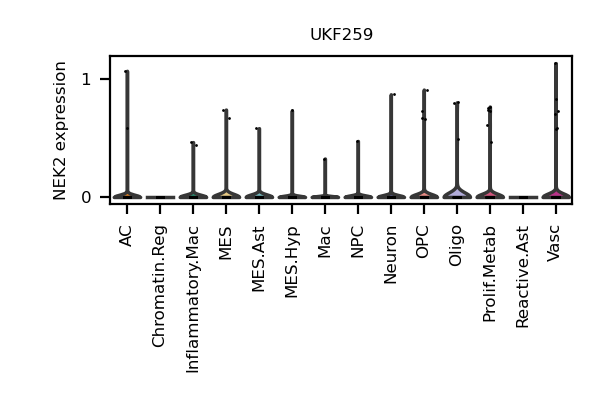 UKF259
NEK2 expression
1
0
AC
Chromatin.Reg
Inflammatory.Mac
MES
MES.Ast
MES.Hyp
Mac
NPC
Neuron
OPC
Oligo
Prolif.Metab
Reactive.Ast
Vasc